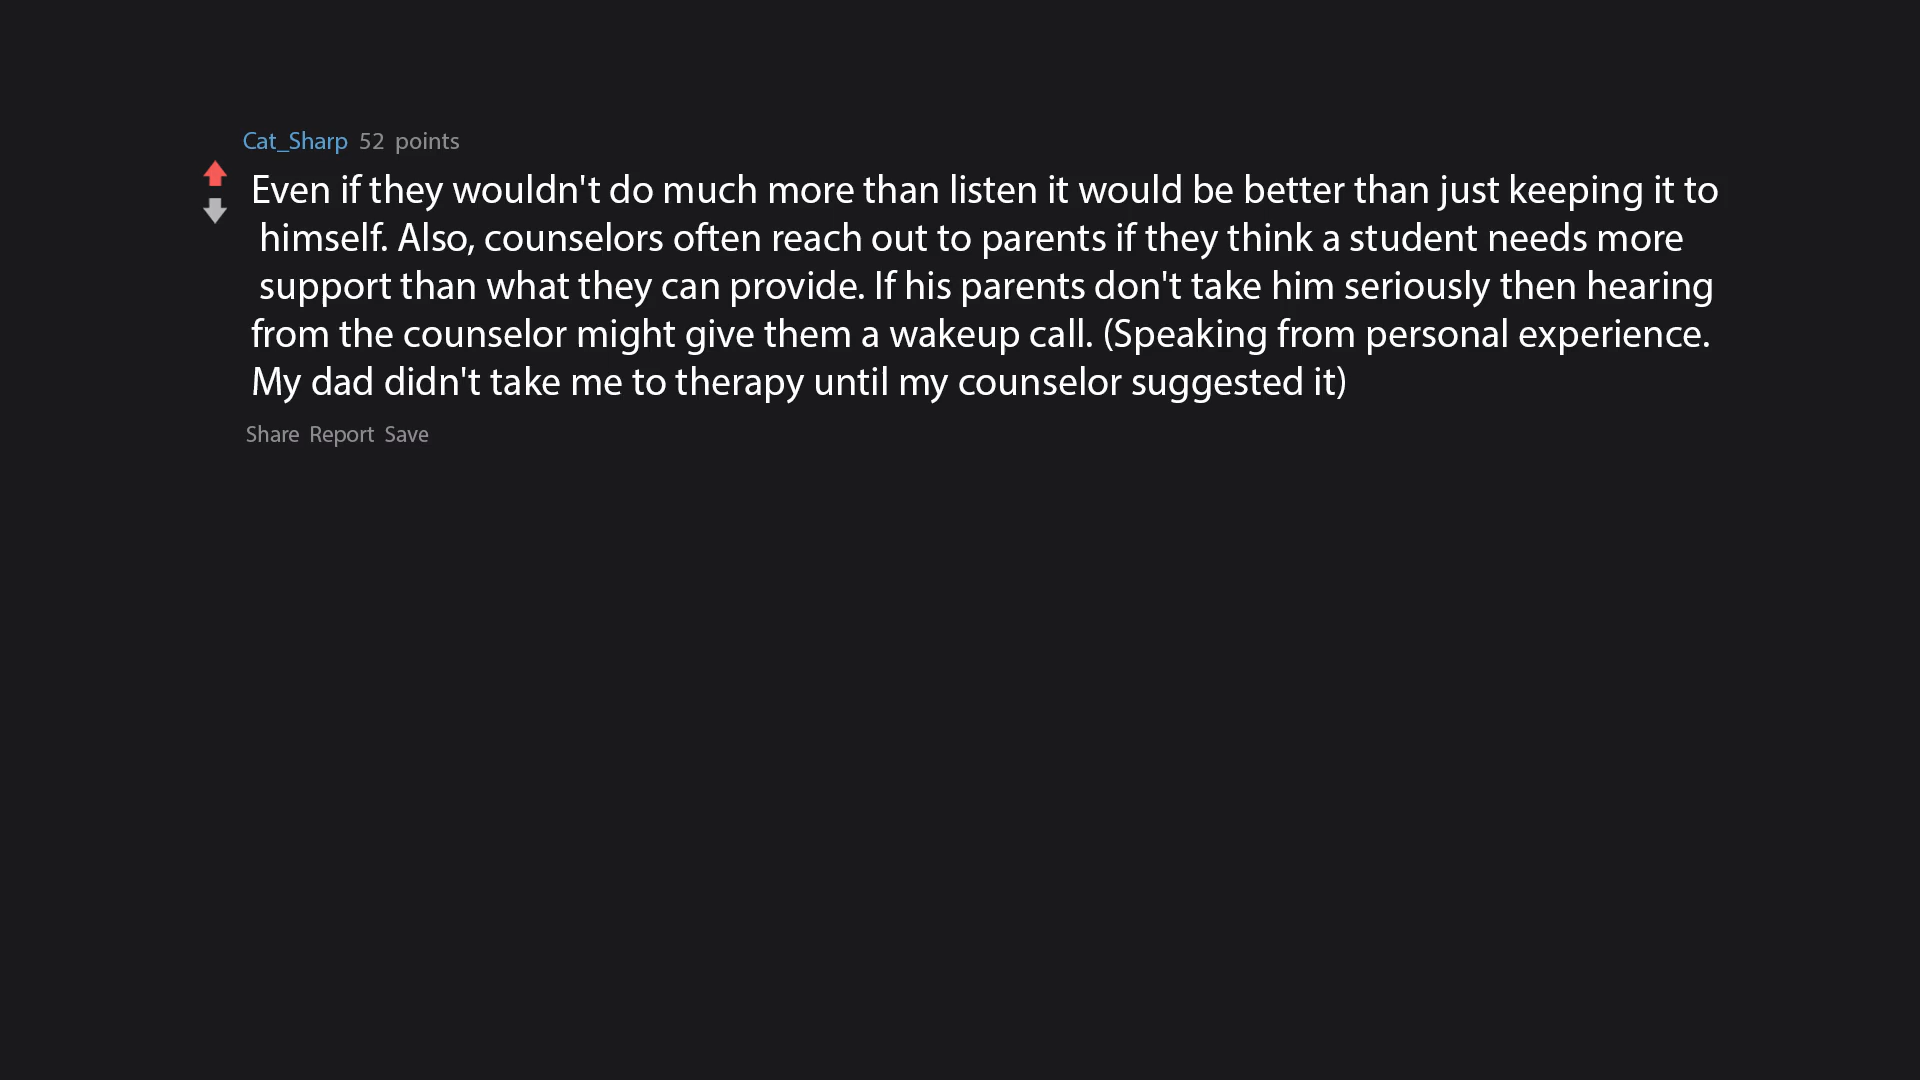 Cat_Sharp 52 points
Even if they wouldn't do much more than listen it would be better than just keeping it to
himself. Also, counselors often reach out to parents if they think a student needs more
support than what they can provide. If his parents don't take him seriously then hearing
from the counselor might give them a wakeup call. (Speaking from personal experience.
My dad didn't take me to therapy until my counselor suggested it)
Share Report Save